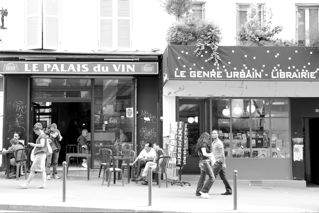 LE PALAIS du VIN
LE GENRE URBAIN - LIBRAIRIE